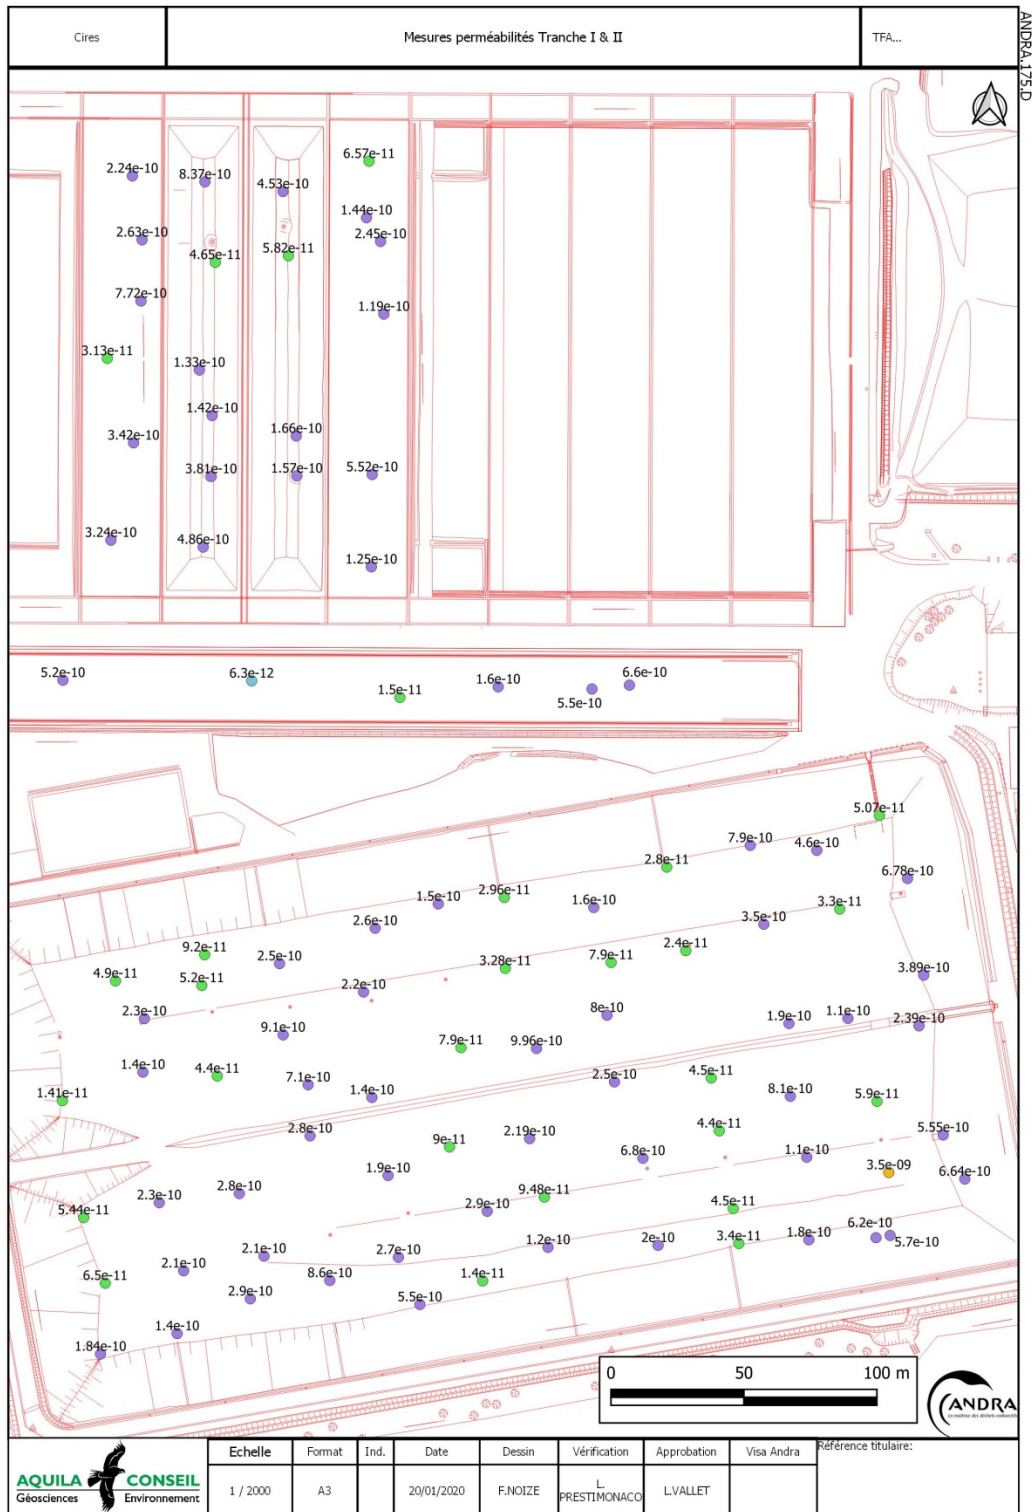 Cires
Mesures perméabilités Tranche I & II
TFA...
ANDRA.175.D
6.57e-11
2.24e-10
8.37e-10
4.53e-10
1.44e-10
2.63e-10
2.45e-10
4.65e-11
5.82e-11
7.72e-10
1.19e-10
3.13e-11
1.33e-10
1.42e-10
3.42e-10
1.66e-10
3.81e-10
1.57e-10
5.52e-10
3.24e-10
4.86e-10
1.25e-10
5.2e-10
6.3e-12
1.5e-11
1.6e-10
5.5e-10
6.6e-10
5.07e-11
7.9e-10
4.6e-10
2.8e-11
6.78e-10
2.96e-11
1.5e-10
1.6e-10
3.3e-11
2.6e-10
3.5e-10
9.2e-11
2.5e-10
2.4e-11
7.9e-11
3.28e-11
4.9e-11
5.2e-11
3.89e-10
2.2e-10
2.3e-10
8e-10
1.9e-10
1.1e-10
2.39e-10
9.1e-10
7.9e-11
9.96e-10
1.4e-10
4.4e-11
7.1e-10
1.4e-10
2.5e-10
4.5e-11
8.1e-10
5.9e-11
1.41e-11
2.8e-10
9e-11
2.19e-10
4.4e-11
5.55e-10
6.8e-10
1.1e-10
3.5e-09
6.64e-10
1.9e-10
2.3e-10
2.8e-10
9.48e-11
2.9e-10
4.5e-11
5.44e-11
6.2e-10
5.7e-10
1.8e-10
3.4e-11
2e-10
1.2e-10
2.7e-10
2.1e-10
2.1e-10
6.5e-11
8.6e-10
1.4e-11
2.9e-10
5.5e-10
1.4e-10
1.84e-10
0 50 100 m
ANDRA
AQUILA CONSEIL
Géosciences Environnement
Echelle Format Ind. Date Dessin Vérification Approbation Visa Andra Référence titulaire:
1 / 2000 A3 20/01/2020 F.NOIZE L. PRESTIMONACO L.VALLET